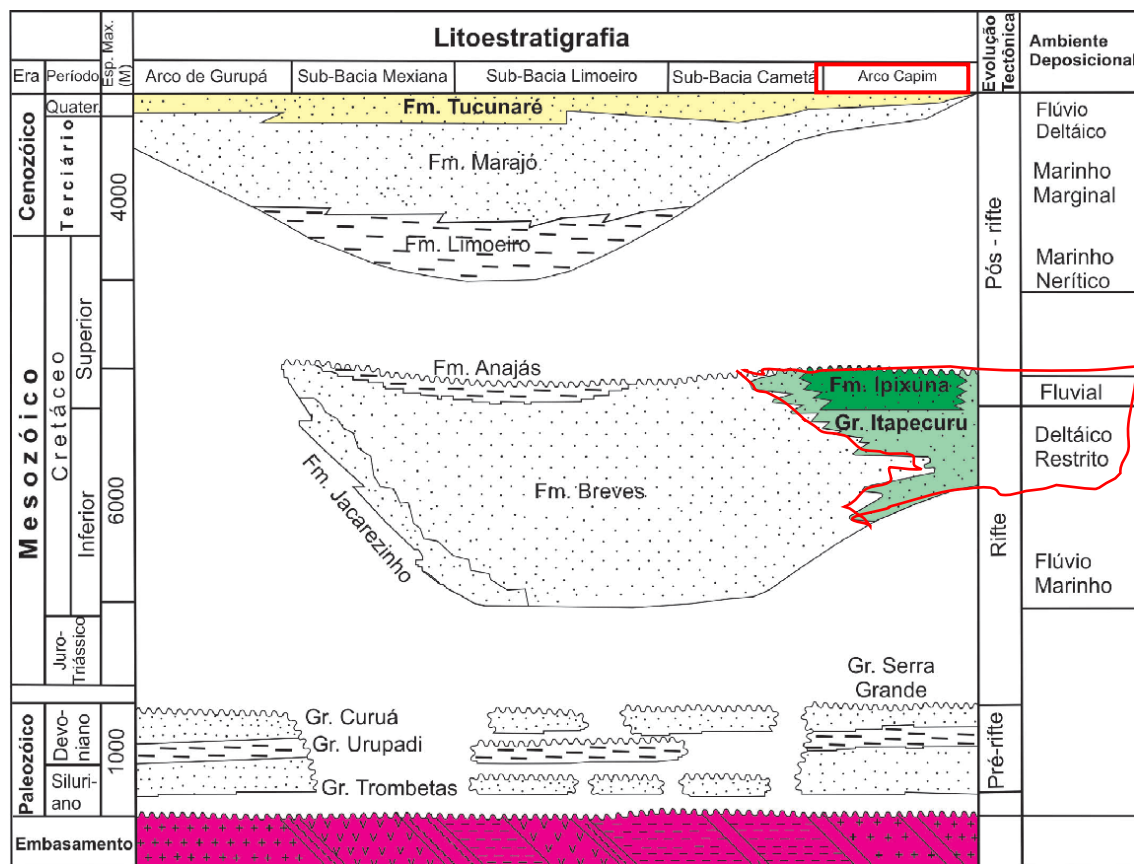 Litoestratigrafia
Era
Período
Esp. Max.
(M)
Arco de Gurupá
Sub-Bacia Mexiana
Sub-Bacia Limoeiro
Sub-Bacia Cametá
Arco Capim
Evolução
Tectônica
Ambiente
Deposicional
Cenozóico
Quater.
Terciário
4000
Fm. Tucunaré
Fm. Marajó
Fm. Limoeiro
Pós - rifte
Flúvio
Deltáico
Marinho
Marginal
Marinho
Nerítico
Mesozóico
Cretáceo
Superior
Inferior
6000
Juro-
Triássico
Fm. Anajás
Fm. Jacarezinho
Fm. Breves
Fm. Ipixuna
Gr. Itapecuru
Rifte
Fluvial
Deltáico
Restrito
Flúvio
Marinho
Paleozóico
Devo-
niano
Siluri-
ano
1000
Gr. Curuá
Gr. Urupadi
Gr. Trombetas
Gr. Serra
Grande
Pré-rifte
Embasamento